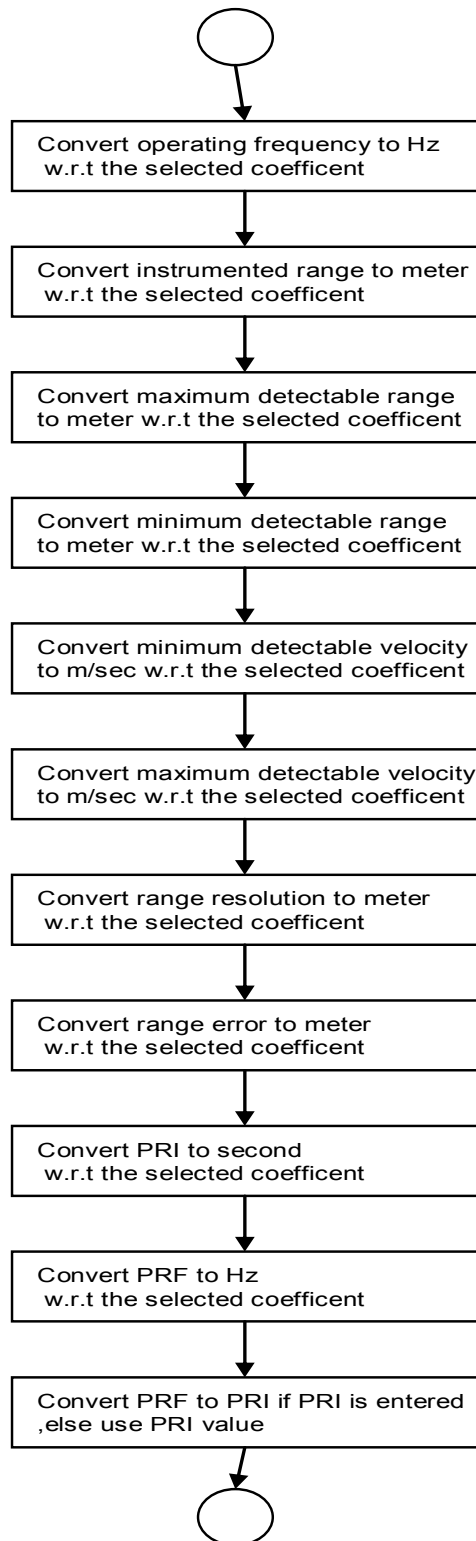 Convert operating frequency to Hz
w.r.t the selected coefficent
Convert instrumented range to meter
w.r.t the selected coefficent
Convert maximum detectable range
to meter w.r.t the selected coefficent
Convert minimum detectable range
to meter w.r.t the selected coefficent
Convert minimum detectable velocity
to m/sec w.r.t the selected coefficent
Convert maximum detectable velocity
to m/sec w.r.t the selected coefficent
Convert range resolution to meter
w.r.t the selected coefficent
Convert range error to meter
w.r.t the selected coefficent
Convert PRI to second
w.r.t the selected coefficent
Convert PRF to Hz
w.r.t the selected coefficent
Convert PRF to PRI if PRI is entered
,else use PRI value